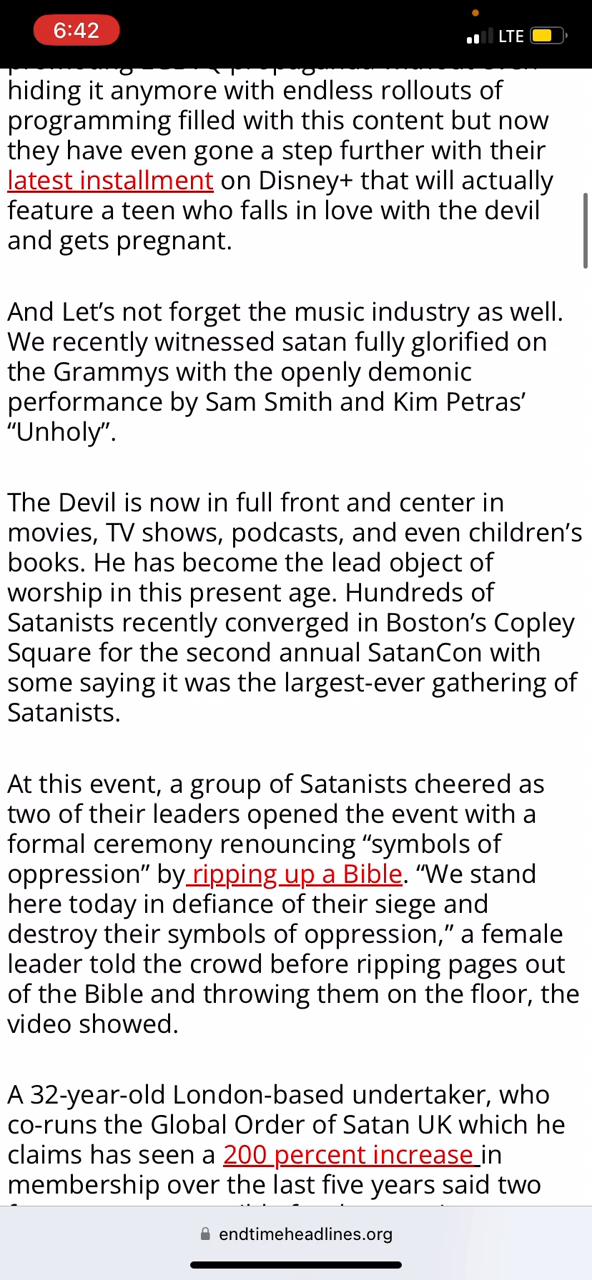 6:42
LTE
hiding it anymore with endless rollouts of
programming filled with this content but now
they have even gone a step further with their
latest installment on Disney+ that will actually
feature a teen who falls in love with the devil
and gets pregnant.
And Let’s not forget the music industry as well.
We recently witnessed satan fully glorified on
the Grammys with the openly demonic
performance by Sam Smith and Kim Petras’
“Unholy”.
The Devil is now in full front and center in
movies, TV shows, podcasts, and even children’s
books. He has become the lead object of
worship in this present age. Hundreds of
Satanists recently converged in Boston’s Copley
Square for the second annual SatanCon with
some saying it was the largest-ever gathering of
Satanists.
At this event, a group of Satanists cheered as
two of their leaders opened the event with a
formal ceremony renouncing “symbols of
oppression” by ripping up a Bible. “We stand
here today in defiance of their siege and
destroy their symbols of oppression,” a female
leader told the crowd before ripping pages out
of the Bible and throwing them on the floor, the
video showed.
A 32-year-old London-based undertaker, who
co-runs the Global Order of Satan UK which he
claims has seen a 200 percent increase in
membership over the last five years said two
endtimeheadlines.org